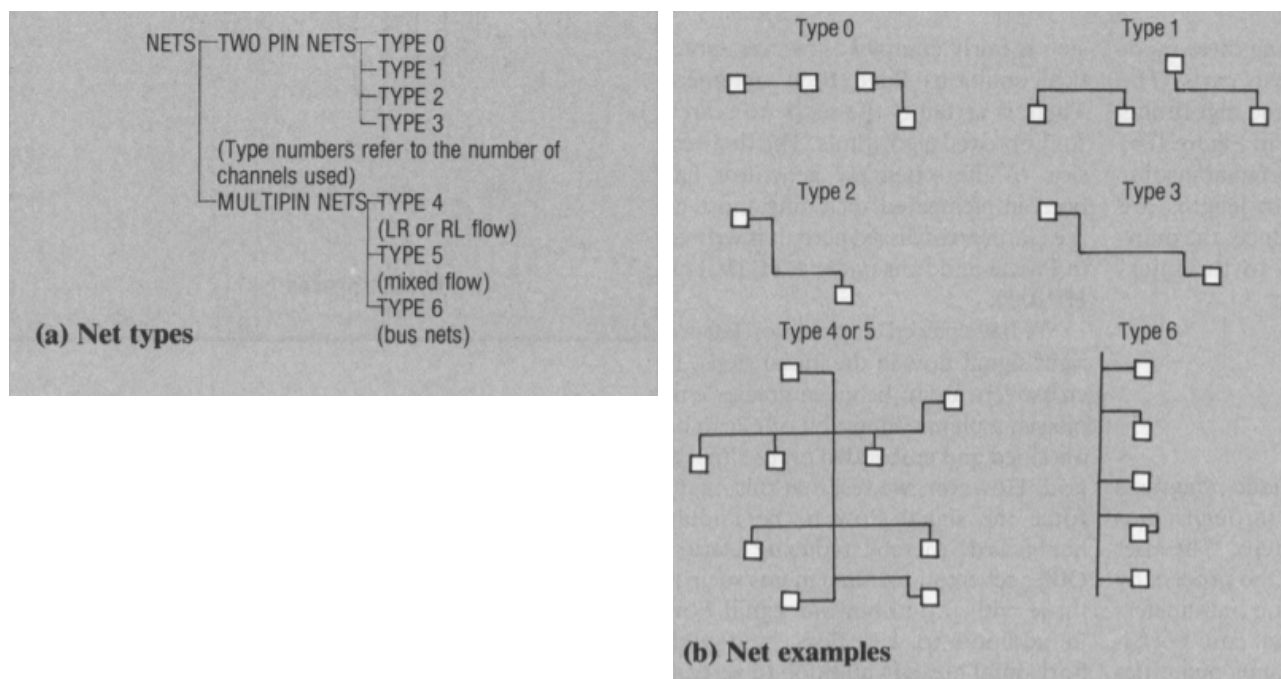 NETS TWO PIN NETS TYPE 0
TYPE 1
TYPE 2
TYPE 3
(Type numbers refer to the number of
channels used)
MULTIPIN NETS TYPE 4
(LR or RL flow)
TYPE 5
(mixed flow)
TYPE 6
(bus nets)
(a) Net types
Type 0
Type 1
Type 2
Type 3
Type 4 or 5
Type 6
(b) Net examples